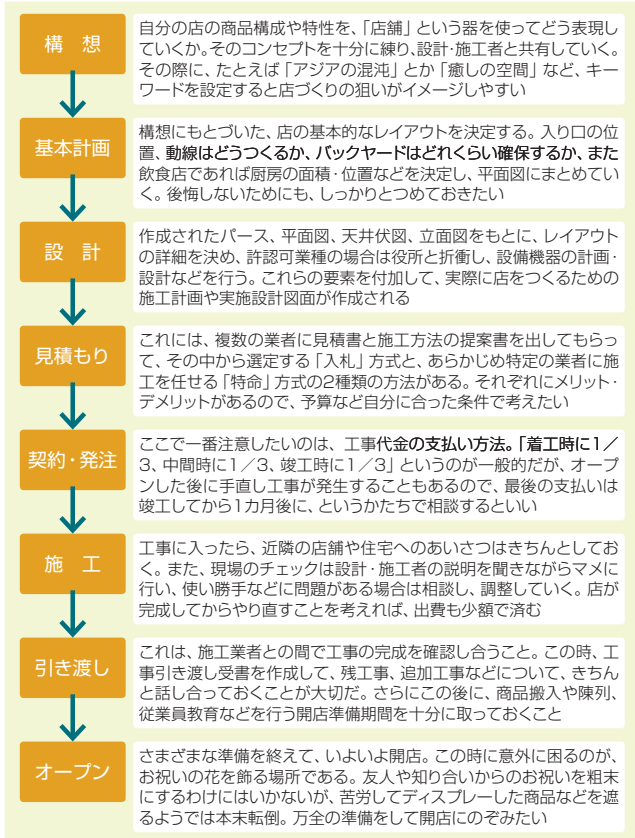 構　想
自分の店の商品構成や特性を、「店舗」という器を使ってどう表現
していくか。そのコンセプトを十分に練り、設計・施工者と共有していく。
その際に、たとえば「アジアの混沌」とか「癒しの空間」など、キー
ワードを設定すると店づくりの狙いがイメージしやすい
基本計画
構想にもとづいた、店の基本的なレイアウトを決定する。入り口の位
置、動線はどうつくるか、バックヤードはどれくらい確保するか、また
飲食店であれば厨房の面積・位置などを決定し、平面図にまとめてい
く。後悔しないためにも、しっかりとつめておきたい
設　計
作成されたパース、平面図、天井伏図、立面図をもとに、レイアウト
の詳細を決め、許認可業種の場合は役所と折衝し、設備機器の計画・
設計などを行う。これらの要素を付加して、実際に店をつくるための
施工計画や実施設計図面が作成される
見積もり
これには、複数の業者に見積書と施工方法の提案書を出してもらっ
て、その中から選定する「入札」方式と、あらかじめ特定の業者に施
工を任せる「特命」方式の2種類の方法がある。それぞれにメリット・
デメリットがあるので、予算など自分に合った条件で考えたい
契約・発注
ここで一番注意したいのは、工事代金の支払い方法。「着工時に1／
3、中間時に1／3、竣工時に1／3」というのが一般的だが、オープ
ンした後に手直し工事が発生することもあるので、最後の支払いは
竣工してから1カ月後に、というかたちで相談するといい
施　工
工事に入ったら、近隣の店舗や住宅へのあいさつはきちんとしてお
く。また、現場のチェックは設計・施工者の説明を聞きながらマメに
行い、使い勝手などに問題がある場合は相談し、調整していく。店が
完成してからやり直すことを考えれば、出費も少額で済む
引き渡し
これは、施工業者との間で工事の完成を確認し合うこと。この時、工
事引き渡し受書を作成して、残工事、追加工事などについて、きちん
と話し合っておくことが大切だ。さらにこの後に、商品搬入や陳列、
従業員教育などを行う開店準備期間を十分に取っておくこと
オープン
さまざまな準備を終えて、いよいよ開店。この時に意外に困るのが、
お祝いの花を飾る場所である。友人や知り合いからのお祝いを粗末
にするわけにはいかないが、苦労してディスプレーした商品などを遮
るようでは本末転倒。万全の準備をして開店にのぞみたい